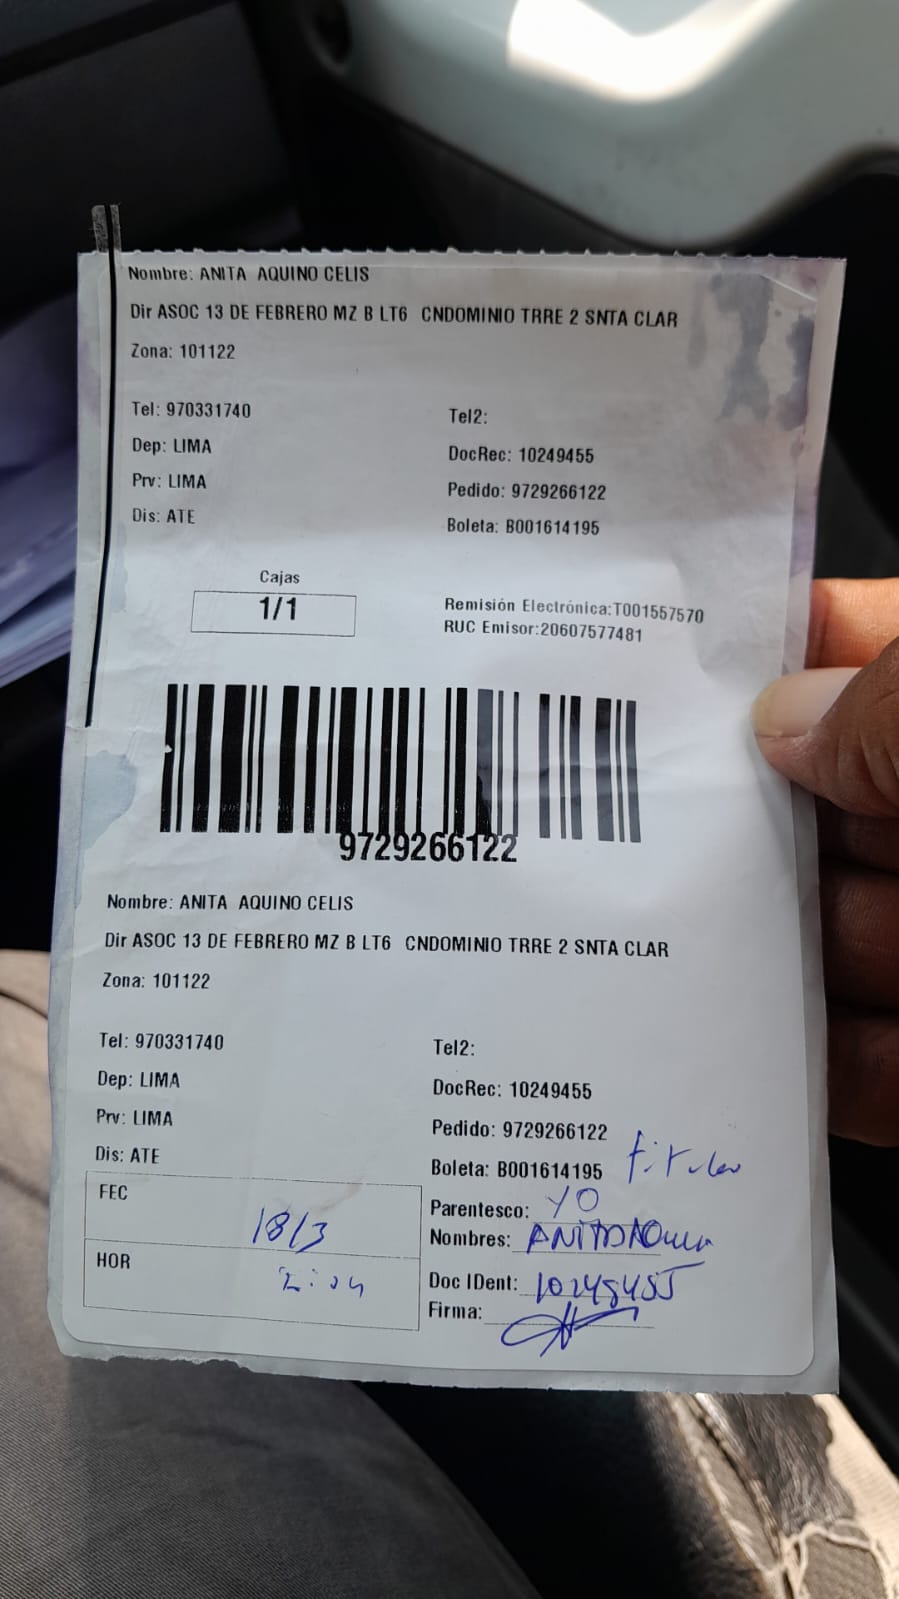 Nombre: ANITA AQUINO CELIS
Dir ASOC 13 DE FEBRERO MZ B LT6 CNDOMINIO TRRE 2 SNTA CLAR
Zona: 101122
Tel: 970331740
Tel2:
Dep: LIMA
DocRec: 10249455
Prv: LIMA
Pedido: 9729266122
Dis: ATE
Boleta: B001614195
Cajas
1/1
Remisión Electrónica:T001557570
RUC Emisor:20607577481
9729266122
Nombre: ANITA AQUINO CELIS
Dir ASOC 13 DE FEBRERO MZ B LT6 CNDOMINIO TRRE 2 SNTA CLAR
Zona: 101122
Tel: 970331740
Tel2:
Dep: LIMA
DocRec: 10249455
Prv: LIMA
Pedido: 9729266122
Dis: ATE
Boleta: B001614195 titular
FEC 18/3
HOR
Parentesco: YO
Nombres: ANITA
Doc IDent: 10249455
Firma: